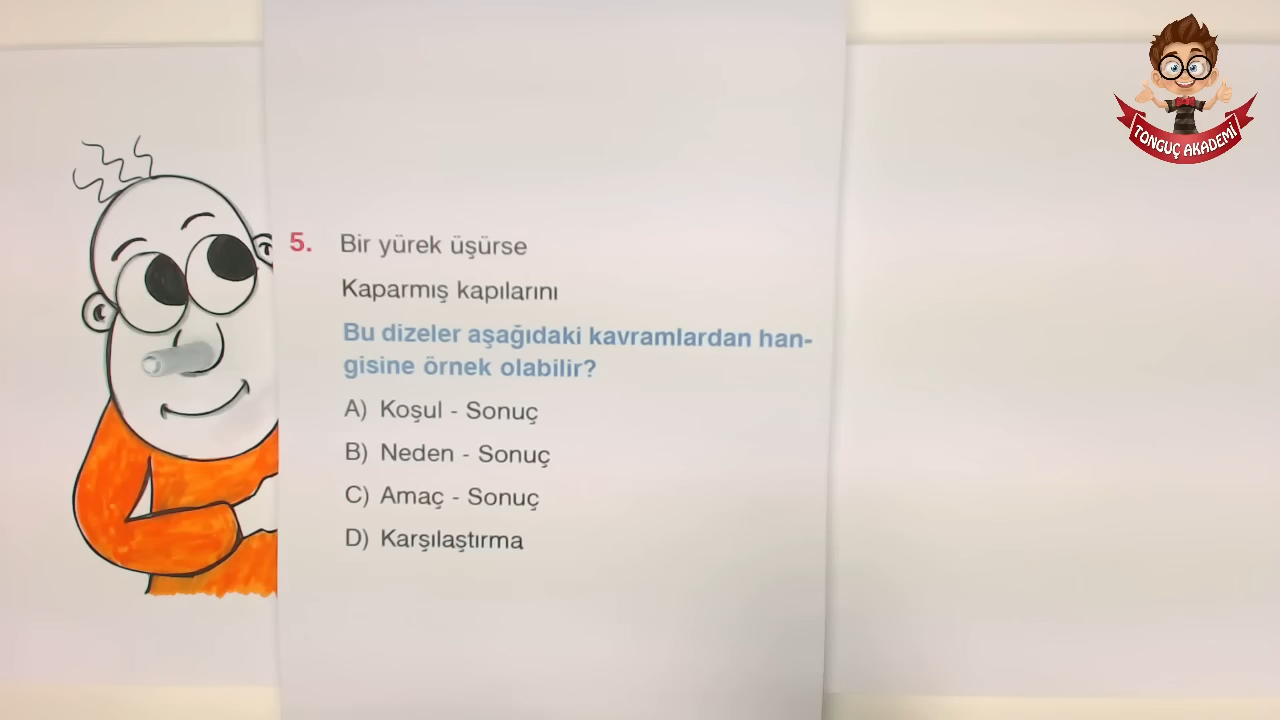 TONGUÇ AKADEMİ
5. Bir yürek üşürse
Kaparmış kapılarını
Bu dizeler aşağıdaki kavramlardan han-
gisine örnek olabilir?
A) Koşul - Sonuç
B) Neden - Sonuç
C) Amaç - Sonuç
D) Karşılaştırma